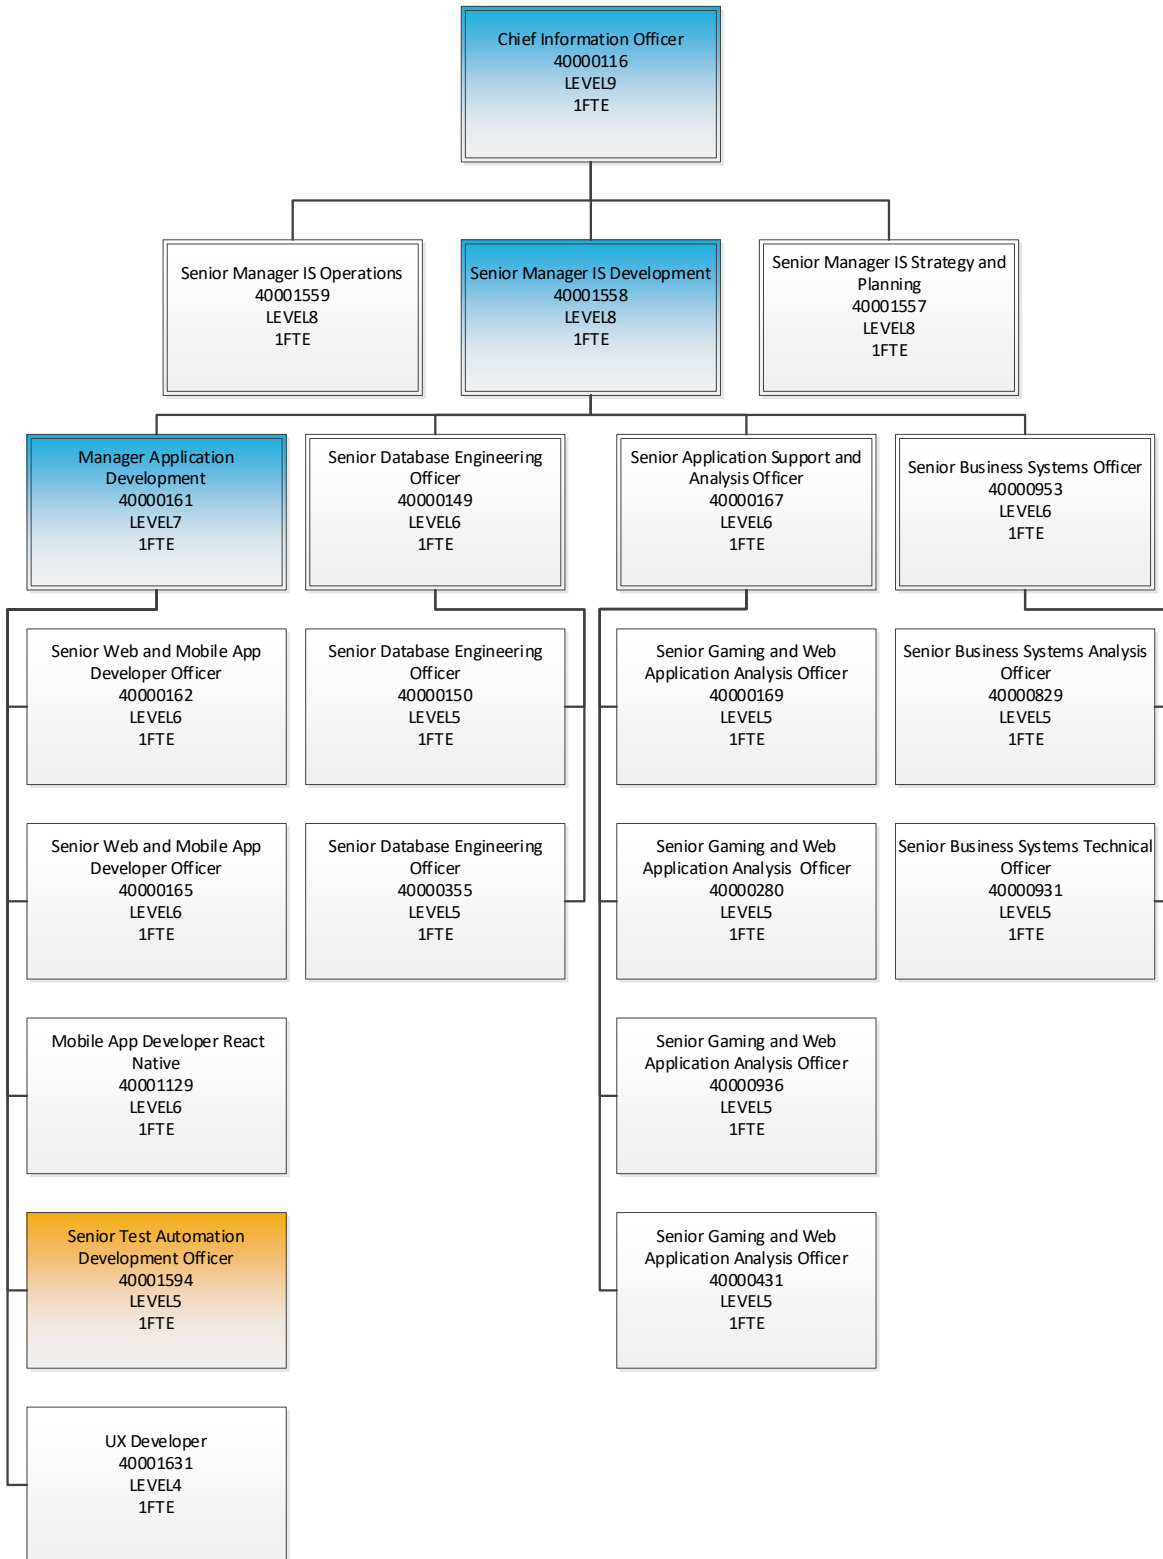 Chief Information Officer
40000116
LEVEL9
1FTE
Senior Manager IS Operations
40001559
LEVEL8
1FTE
Senior Manager IS Development
40001558
LEVEL8
1FTE
Senior Manager IS Strategy and
Planning
40001557
LEVEL8
1FTE
Manager Application
Development
40000161
LEVEL7
1FTE
Senior Database Engineering
Officer
40000149
LEVEL6
1FTE
Senior Application Support and
Analysis Officer
40000167
LEVEL6
1FTE
Senior Business Systems Officer
40000953
LEVEL6
1FTE
Senior Web and Mobile App
Developer Officer
40000162
LEVEL6
1FTE
Senior Database Engineering
Officer
40000150
LEVEL5
1FTE
Senior Gaming and Web
Application Analysis Officer
40000169
LEVEL5
1FTE
Senior Business Systems Analysis
Officer
40000829
LEVEL5
1FTE
Senior Web and Mobile App
Developer Officer
40000165
LEVEL6
1FTE
Senior Database Engineering
Officer
40000355
LEVEL5
1FTE
Senior Gaming and Web
Application Analysis Officer
40000280
LEVEL5
1FTE
Senior Business Systems Technical
Officer
40000931
LEVEL5
1FTE
Mobile App Developer React
Native
40001129
LEVEL6
1FTE
Senior Gaming and Web
Application Analysis Officer
40000936
LEVEL5
1FTE
Senior Test Automation
Development Officer
40001594
LEVEL5
1FTE
Senior Gaming and Web
Application Analysis Officer
40000431
LEVEL5
1FTE
UX Developer
40001631
LEVEL4
1FTE